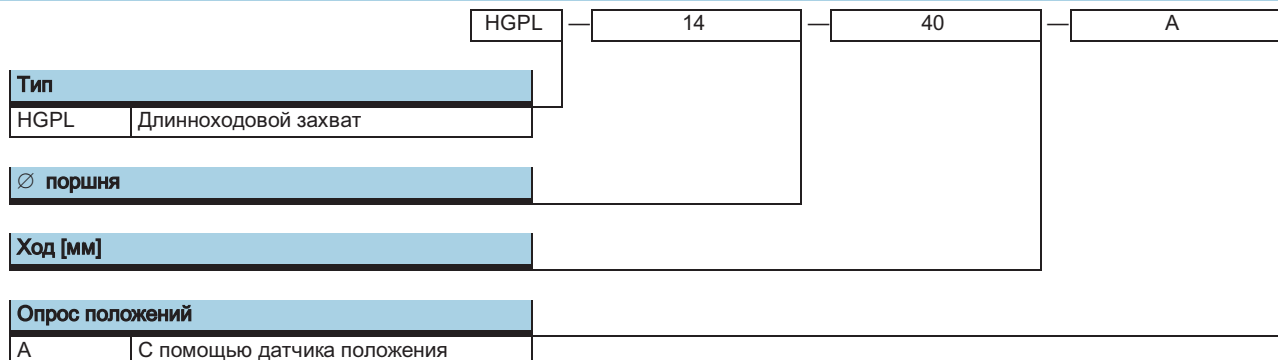 HGPL — 14 — 40 — A
Тип
HGPL Длинноходовой захват
∅ поршня
Ход [мм]
Опрос положений
A С помощью датчика положения